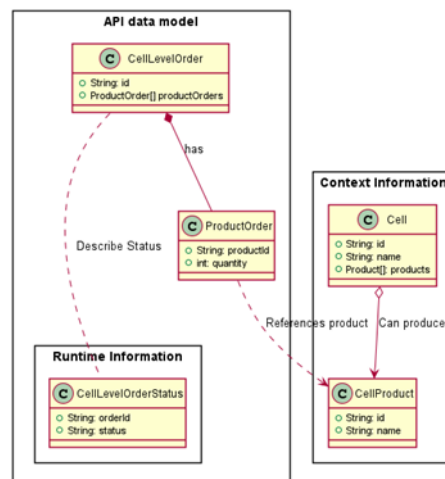 API data model
C CellLevelOrder
String: id
ProductOrder[] productOrders
has
Context Information
C Cell
String: id
String: name
Product[]: products
C ProductOrder
String: productId
int: quantity
Describe Status
References product
Can produce
Runtime Information
C CellLevelOrderStatus
String: orderId
String: status
C CellProduct
String: id
String: name